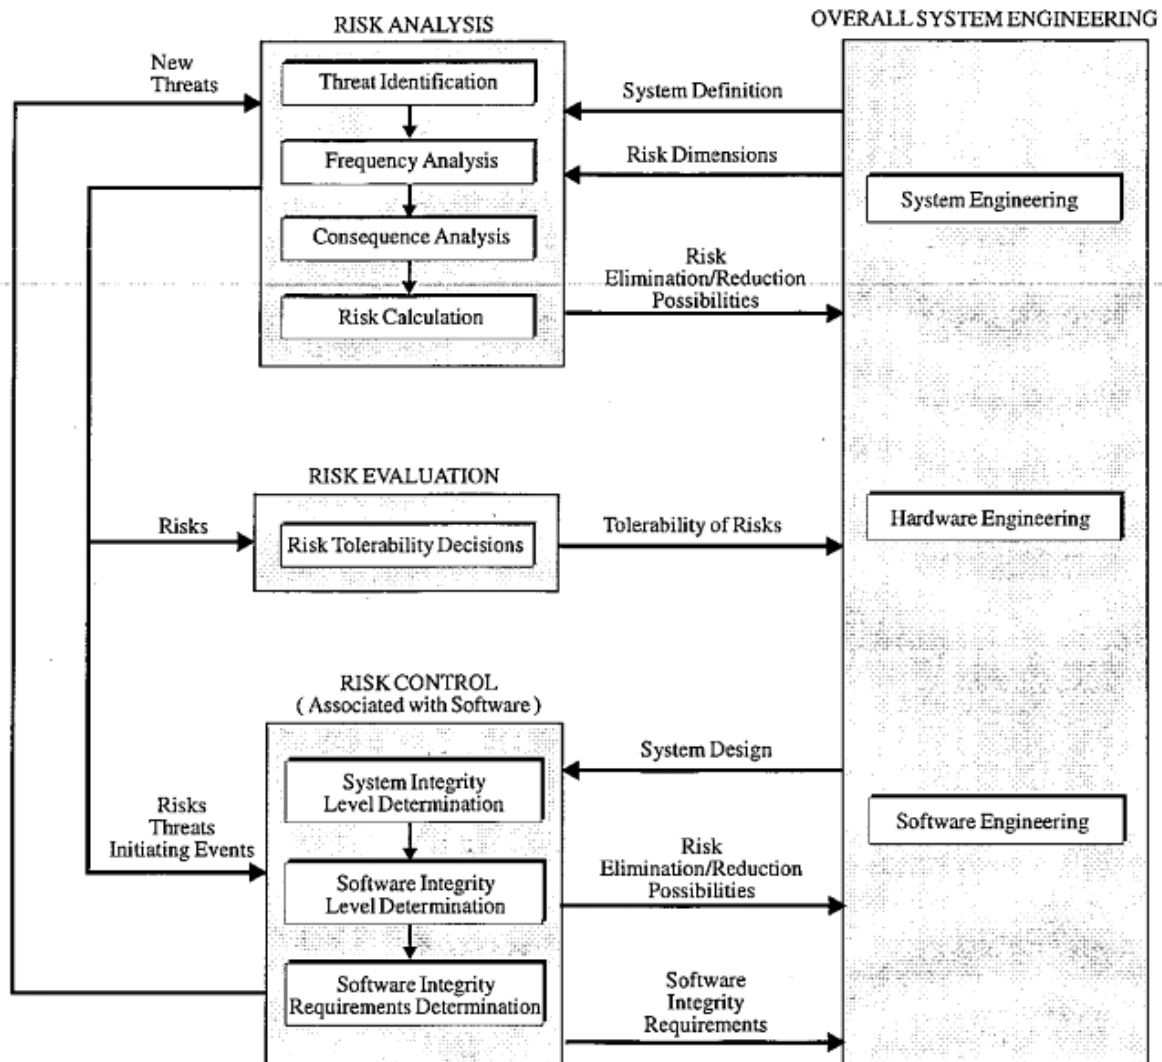 RISK ANALYSIS
OVERALL SYSTEM ENGINEERING
New
Threats
Threat Identification
Frequency Analysis
Consequence Analysis
Risk Calculation
System Definition
Risk Dimensions
Risk
Elimination/Reduction
Possibilities
System Engineering
RISK EVALUATION
Risks
Risk Tolerability Decisions
Tolerability of Risks
Hardware Engineering
RISK CONTROL
( Associated with Software )
Risks
Threats
Initiating Events
System Integrity
Level Determination
Software Integrity
Level Determination
Software Integrity
Requirements Determination
System Design
Risk
Elimination/Reduction
Possibilities
Software
Integrity
Requirements
Software Engineering